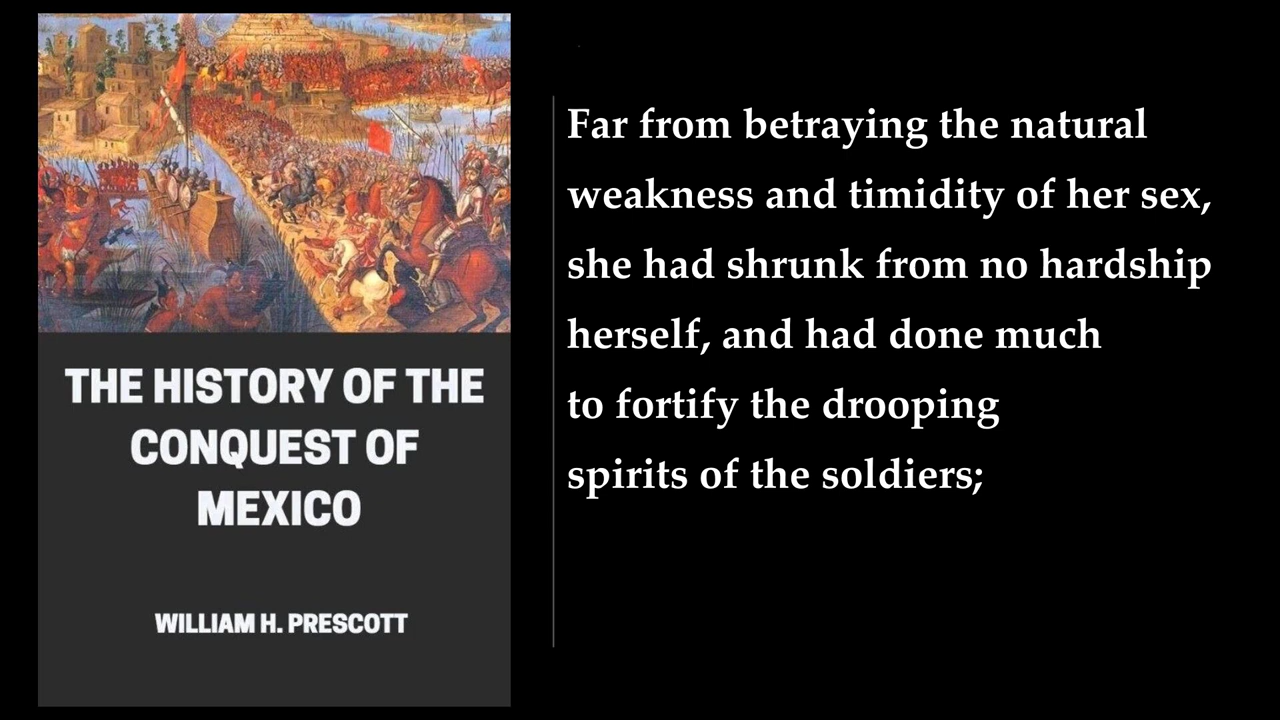 THE HISTORY OF THE
CONQUEST OF
MEXICO
WILLIAM H. PRESCOTT
Far from betraying the natural
weakness and timidity of her sex,
she had shrunk from no hardship
herself, and had done much
to fortify the drooping
spirits of the soldiers;